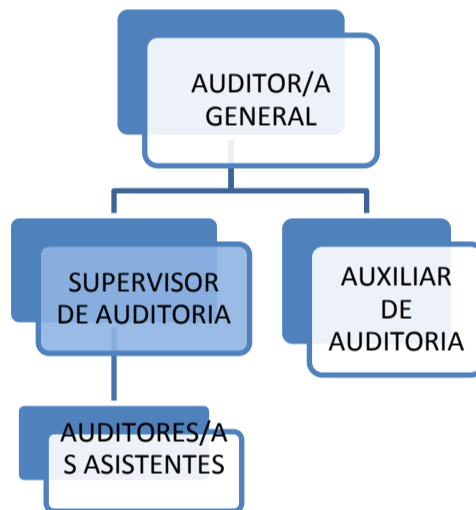 AUDITOR/A
GENERAL
SUPERVISOR
DE AUDITORIA
AUXILIAR
DE
AUDITORIA
AUDITORES/A
S ASISTENTES